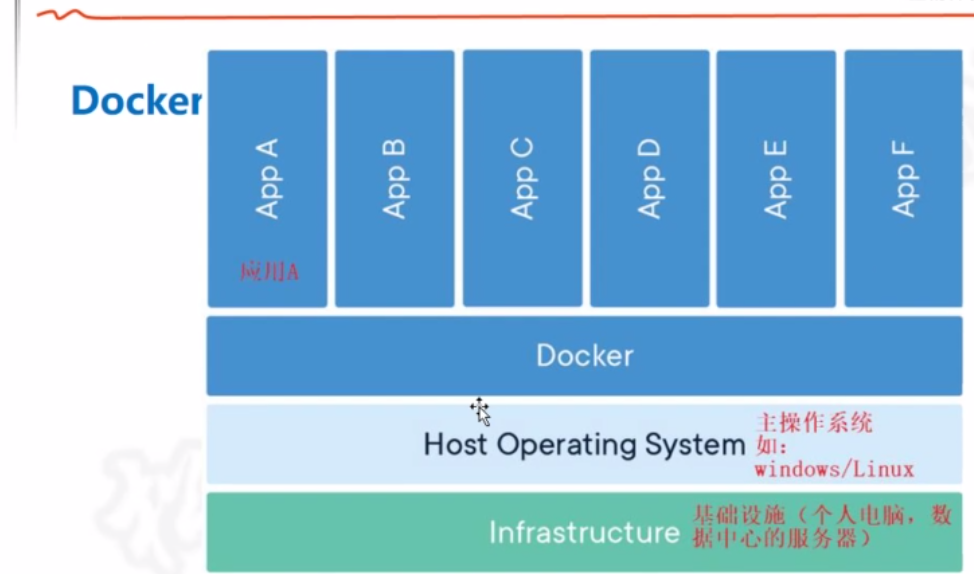 Docker
App A
App B
App C
App D
App E
App F
应用A
Docker
Host Operating System
主操作系统
如:
windows/Linux
Infrastructure
基础设施（个人电脑，数
据中心的服务器）